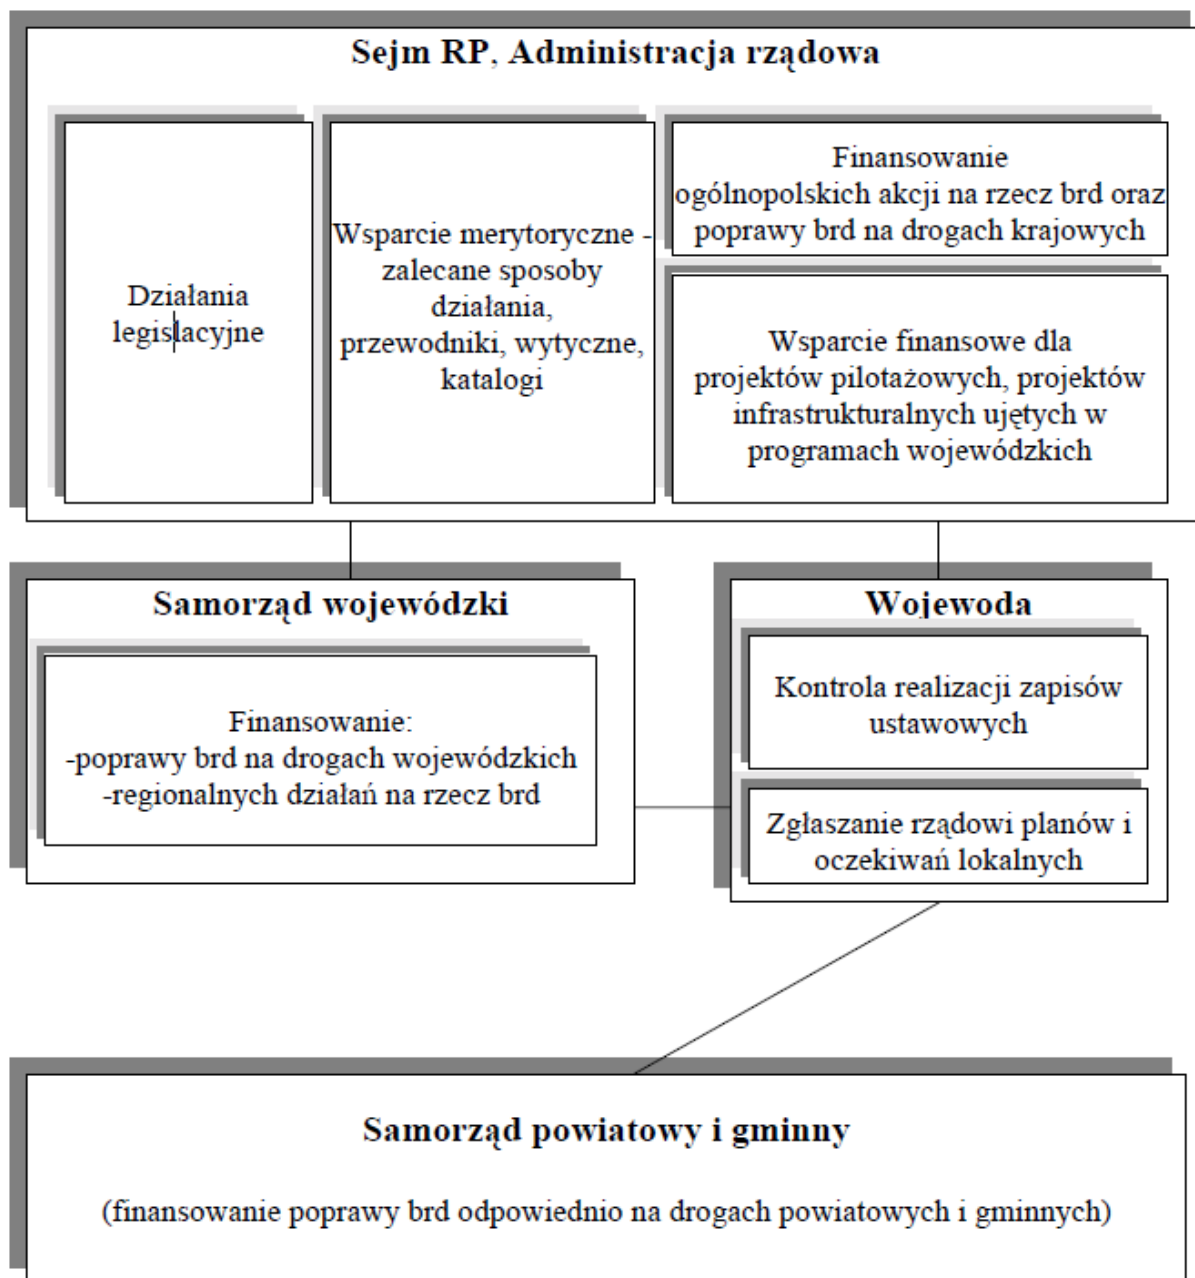 Sejm RP, Administracja rządowa
Działania
legislacyjne
Wsparcie merytoryczne -
zalecane sposoby
działania,
przewodniki, wytyczne,
katalogi
Finansowanie
ogólnopolskich akcji na rzecz brd oraz
poprawy brd na drogach krajowych
Wsparcie finansowe dla
projektów pilotażowych, projektów
infrastrukturalnych ujętych w
programach wojewódzkich
Samorząd wojewódzki
Finansowanie:
-poprawy brd na drogach wojewódzkich
-regionalnych działań na rzecz brd
Wojewoda
Kontrola realizacji zapisów
ustawowych
Zgłaszanie rządowi planów i
oczekiwań lokalnych
Samorząd powiatowy i gminny
(finansowanie poprawy brd odpowiednio na drogach powiatowych i gminnych)